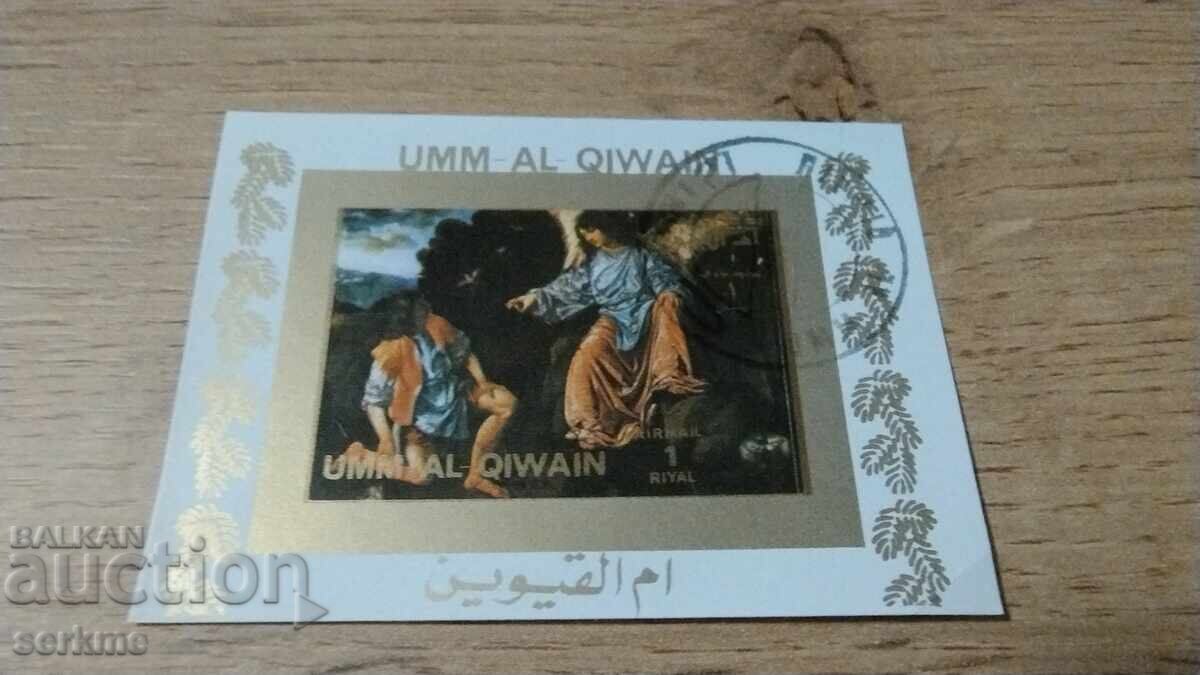 UMM-AL-QIWAIN
AIRMAIL
1
RIYAL
UMM-AL-QIWAIN
ام القيوين
BALKAN
auction
serkme